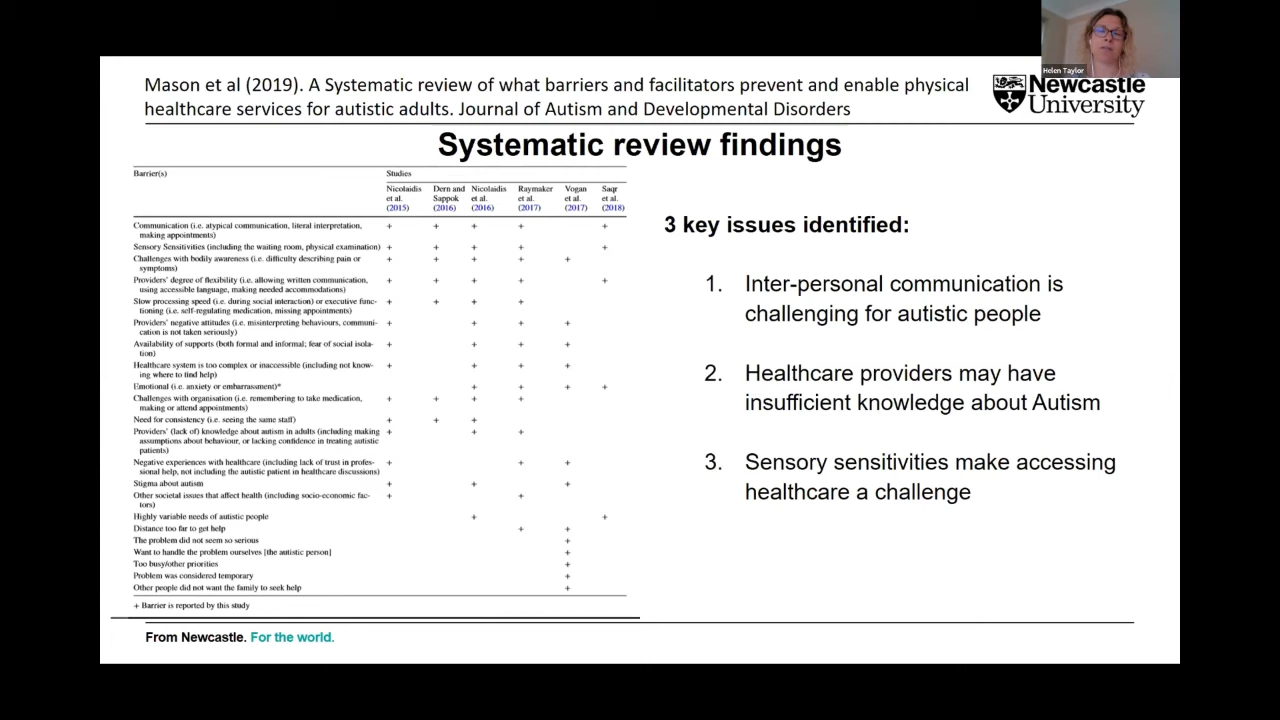 Helen Taylor
Mason et al (2019). A Systematic review of what barriers and facilitators prevent and enable physical
healthcare services for autistic adults. Journal of Autism and Developmental Disorders
Newcastle
University
Systematic review findings
Barrier(s) Studies
Nicolaidis et al. (2015) Dern and Sappok (2016) Nicolaidis et al. (2016) Raymaker et al. (2017) Vogan et al. (2017) Saqr et al. (2018)
Communication (i.e. atypical communication, literal interpretation, + + + + +
making appointments)
Sensory Sensitivities (including the waiting room, physical examination) + + + + +
Challenges with bodily awareness (i.e. difficulty describing pain or + + + + +
symptoms)
Providers' degree of flexibility (i.e. allowing written communication, + + + + +
using accessible language, making needed accommodations)
Slow processing speed (i.e. during social interaction) or executive func- + + + +
tioning (i.e. self-regulating medication, missing appointments)
Providers' negative attitudes (i.e. misinterpreting behaviours, communi- + + + +
cation is not taken seriously)
Availability of supports (both formal and informal; fear of social isola- + + + +
tion)
Healthcare system is too complex or inaccessible (including not know- + + + +
ing where to find help)
Emotional (i.e. anxiety or embarrassment)* + + + +
Challenges with organisation (i.e. remembering to take medication, + + + +
making or attend appointments)
Need for consistency (i.e. seeing the same staff) + + +
Providers' (lack of) knowledge about autism in adults (including making + + +
assumptions about behaviour, or lacking confidence in treating autistic
patients)
Negative experiences with healthcare (including lack of trust in profes- + + +
sional help, not including the autistic patient in healthcare discussions)
Stigma about autism + + +
Other societal issues that affect health (including socio-economic fac- + +
tors)
Highly variable needs of autistic people + +
Distance too far to get help + +
The problem did not seem so serious +
Want to handle the problem ourselves [the autistic person] +
Too busy/other priorities +
Problem was considered temporary +
Other people did not want the family to seek help +
+ Barrier is reported by this study
3 key issues identified:
1. Inter-personal communication is
challenging for autistic people
2. Healthcare providers may have
insufficient knowledge about Autism
3. Sensory sensitivities make accessing
healthcare a challenge
From Newcastle. For the world.